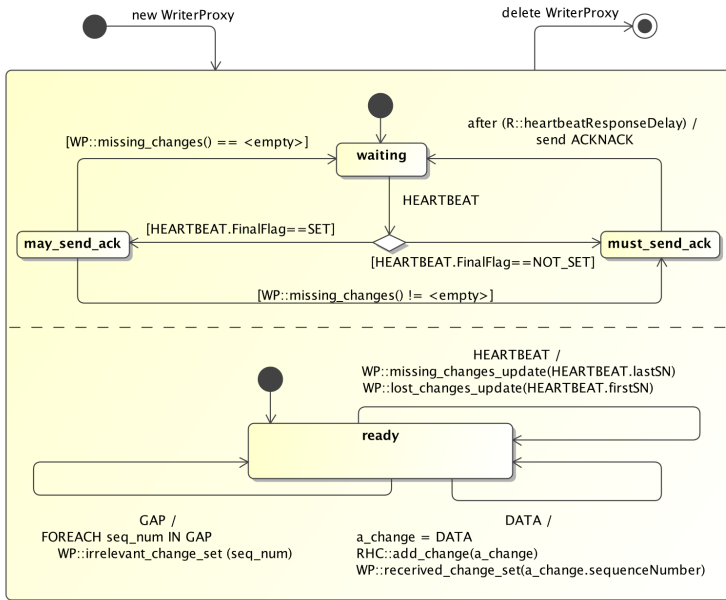 new WriterProxy
delete WriterProxy
after (R::heartbeatResponseDelay) /
send ACKNACK
[WP::missing_changes() == <empty>]
waiting
HEARTBEAT
[HEARTBEAT.FinalFlag==SET]
may_send_ack
must_send_ack
[HEARTBEAT.FinalFlag==NOT_SET]
[WP::missing_changes() != <empty>]
HEARTBEAT /
WP::missing_changes_update(HEARTBEAT.lastSN)
WP::lost_changes_update(HEARTBEAT.firstSN)
ready
GAP /
FOREACH seq_num IN GAP
WP::irrelevant_change_set (seq_num)
DATA /
a_change = DATA
RHC::add_change(a_change)
WP::recerived_change_set(a_change.sequenceNumber)